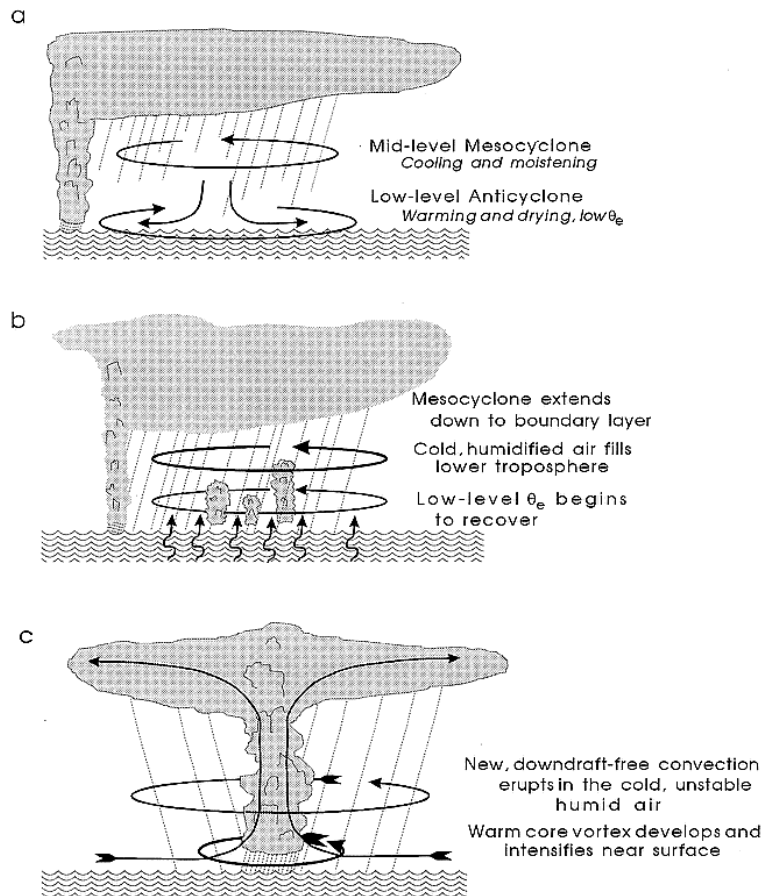 a
Mid-level Mesocyclone
Cooling and moistening
Low-level Anticyclone
Warming and drying, low θe
b
Mesocyclone extends
down to boundary layer
Cold, humidified air fills
lower troposphere
Low-level θe begins
to recover
c
New, downdraft-free convection
erupts in the cold, unstable
humid air
Warm core vortex develops and
intensifies near surface